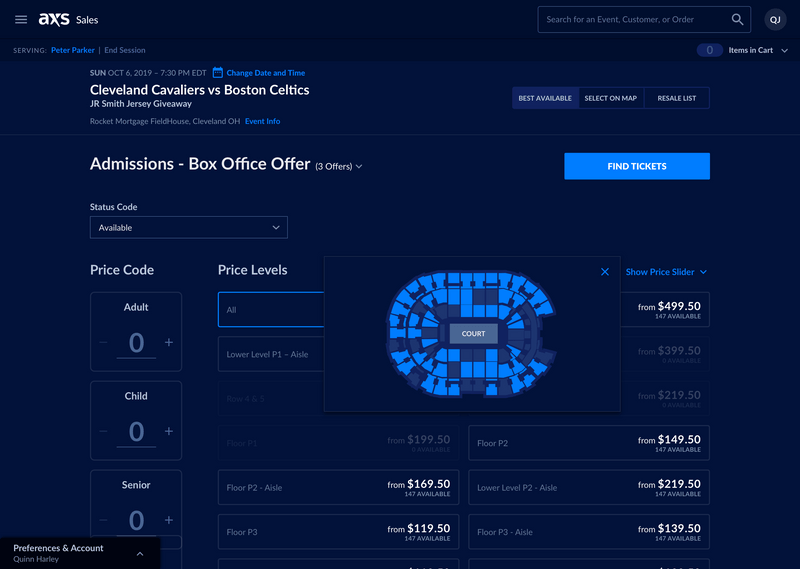 axs Sales
Search for an Event, Customer, or Order
QJ
SERVING: Peter Parker | End Session
0 Items in Cart
SUN OCT 6, 2019 – 7:30 PM EDT Change Date and Time
Cleveland Cavaliers vs Boston Celtics
JR Smith Jersey Giveaway
Rocket Mortgage FieldHouse, Cleveland OH Event Info
BEST AVAILABLE
SELECT ON MAP
RESALE LIST
Admissions - Box Office Offer (3 Offers)
FIND TICKETS
Status Code
Available
Price Code
Price Levels
Show Price Slider
Adult
0
Child
0
Senior
0
All
COURT
from $499.50
147 AVAILABLE
Lower Level P1 – Aisle
from $399.50
0 AVAILABLE
Row 4 & 5
from $219.50
0 AVAILABLE
Floor P1
from $199.50
0 AVAILABLE
Floor P2
from $149.50
147 AVAILABLE
Floor P2 - Aisle
from $169.50
147 AVAILABLE
Lower Level P2 - Aisle
from $219.50
147 AVAILABLE
Floor P3
from $119.50
147 AVAILABLE
Floor P3 - Aisle
from $139.50
147 AVAILABLE
Preferences & Account
Quinn Harley